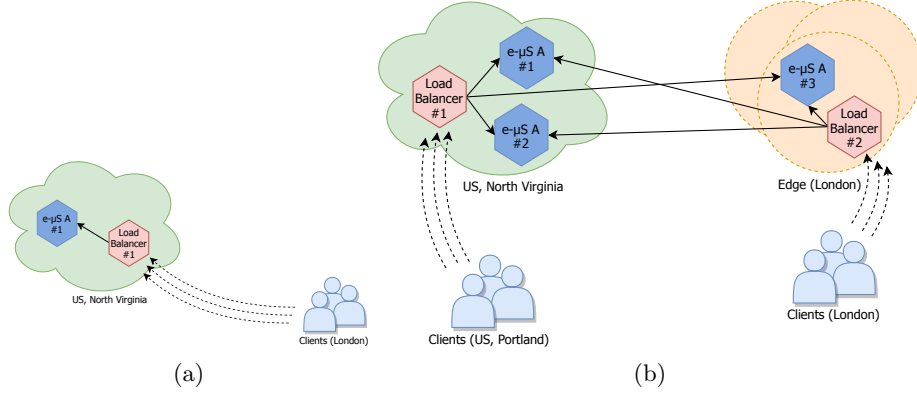 e-μS A
#1
Load
Balancer
#1
US, North Virginia
Clients (London)
(a)
e-μS A
#1
Load
Balancer
#1
e-μS A
#2
US, North Virginia
e-μS A
#3
Load
Balancer
#2
Edge (London)
Clients (US, Portland)
Clients (London)
(b)